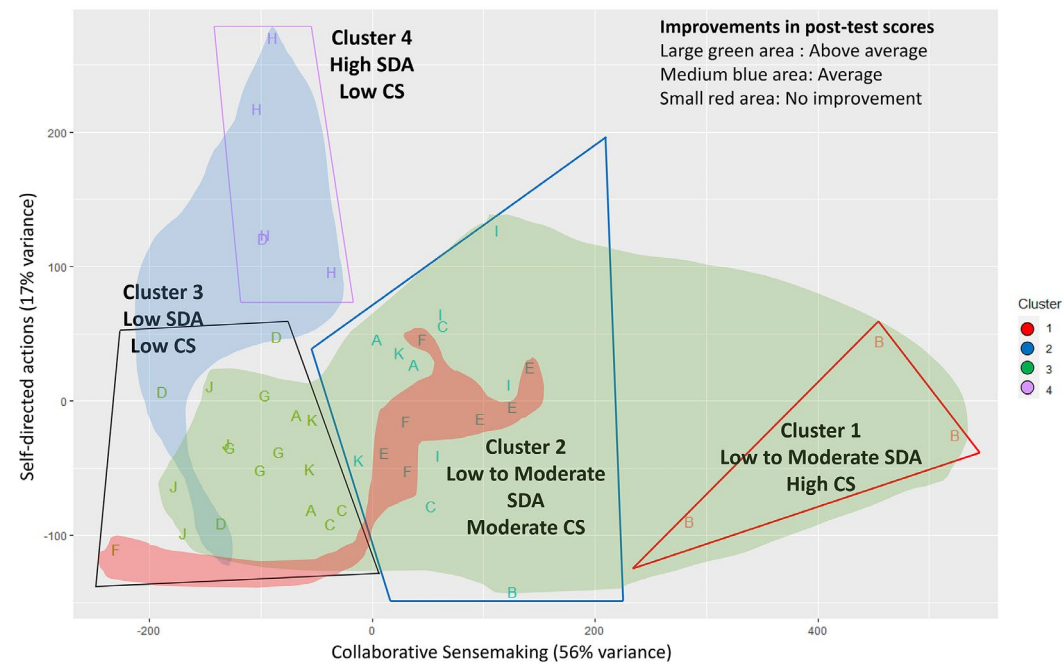 Improvements in post-test scores
Large green area : Above average
Medium blue area: Average
Small red area: No improvement
Cluster 4
High SDA
Low CS
H
H
D
H
H
200
100
0
-100
Self-directed actions (17% variance)
Cluster 3
Low SDA
Low CS
D
D
J
G
A
K
J
G
G
G
K
J
A
C
D
C
J
F
I
I
C
A
F
K
A
E
I
E
E
F
E
K
F
I
C
B
Cluster 2
Low to Moderate
SDA
Moderate CS
B
B
B
Cluster 1
Low to Moderate SDA
High CS
-200
0
200
400
Collaborative Sensemaking (56% variance)
Cluster
1
2
3
4